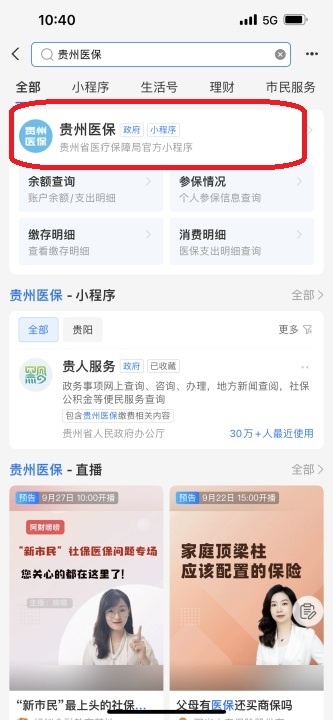 10:40
5G
贵州医保
全部 小程序 生活号 理财 市民服务
贵州医保
贵州医保 政府 小程序
贵州省医疗保障局官方小程序
余额查询
账户余额/支出明细
参保情况
个人参保信息查询
缴存明细
查看缴存明细
消费明细
医保支出明细查询
贵州医保 - 小程序 全部
全部 贵阳 更多
贵人服务 政府 已收藏
政务事项网上查询、咨询、办理，地方新闻查阅，社保
公积金等便民服务查询
包含贵州医保缴费相关内容
贵州省人民政府办公厅 30万+人最近使用
贵州医保 - 直播 全部
预告 9月27日 10:00开播
阿财唠唠
"新市民"社保医保问题专场
您关心的都在这里了!
"新市民"最上头的社保...
预告 9月22日 15:00开播
家庭顶梁柱
应该配置的保险
父母有医保还买商保吗